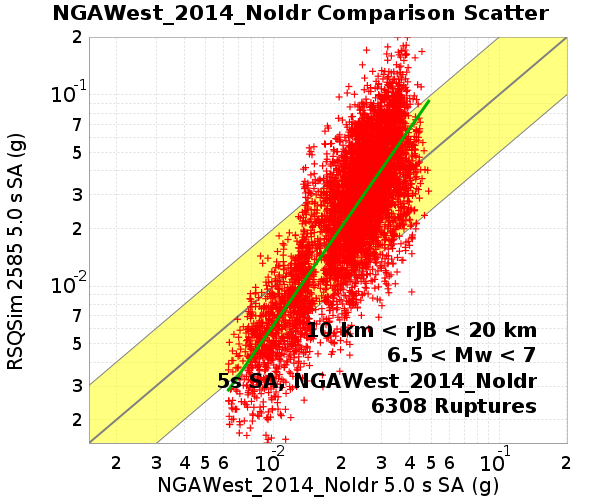 NGAWest_2014_NoIdr Comparison Scatter
RSQSim 2585 5.0 s SA (g)
2
10-1
7
5
3
2
10-2
7
5
3
2
10 km < rJB < 20 km
6.5 < Mw < 7
5s SA, NGAWest_2014_NoIdr
6308 Ruptures
2 3 4 5 6 10-2 2 3 4 5 6 10-1 2
NGAWest_2014_NoIdr 5.0 s SA (g)